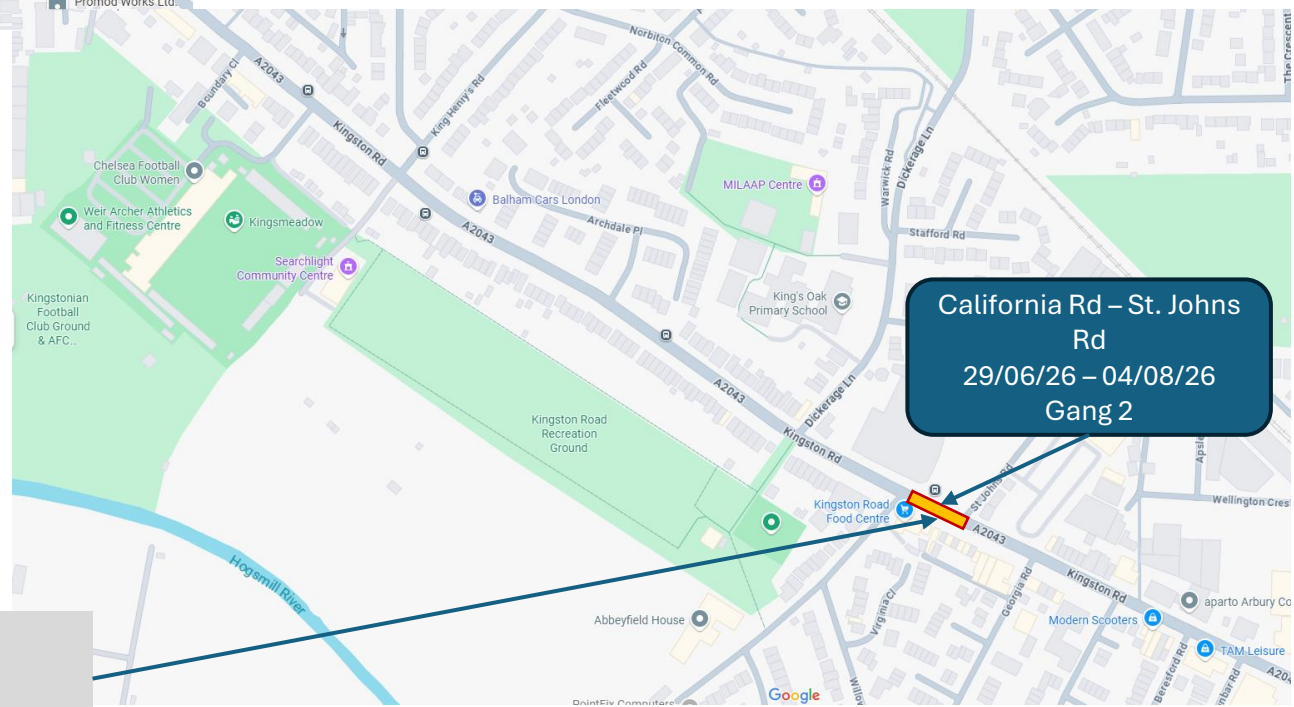 Promod Works Ltd.
Norbiton Common Rd
The Crescent
A2043
Boundary Cl
Fleetwood Rd
King Henry's Rd
Kingston Rd
Dickerage Ln
Warwick Rd
Chelsea Football
Club Women
MILAAP Centre
Balham Cars London
Weir Archer Athletics
and Fitness Centre
Kingsmeadow
Archdale Pl
A2043
Stafford Rd
Searchlight
Community Centre
King's Oak
Primary School
Kingstonian
Football
Club Ground
& AFC...
California Rd – St. Johns
Rd
29/06/26 – 04/08/26
Gang 2
A2043
Dickerage Ln
Kingston Road
Recreation
Ground
Kingston Rd
St Johns Rd
Wellington Cres
Kingston Road
Food Centre
A2043
Hogsmill River
Kingston Rd
Georgia Rd
Virginia Cl
aparto Arbury Co
Abbeyfield House
Modern Scooters
TAM Leisure
Beresford Rd
A204
Google
PointFix Computers